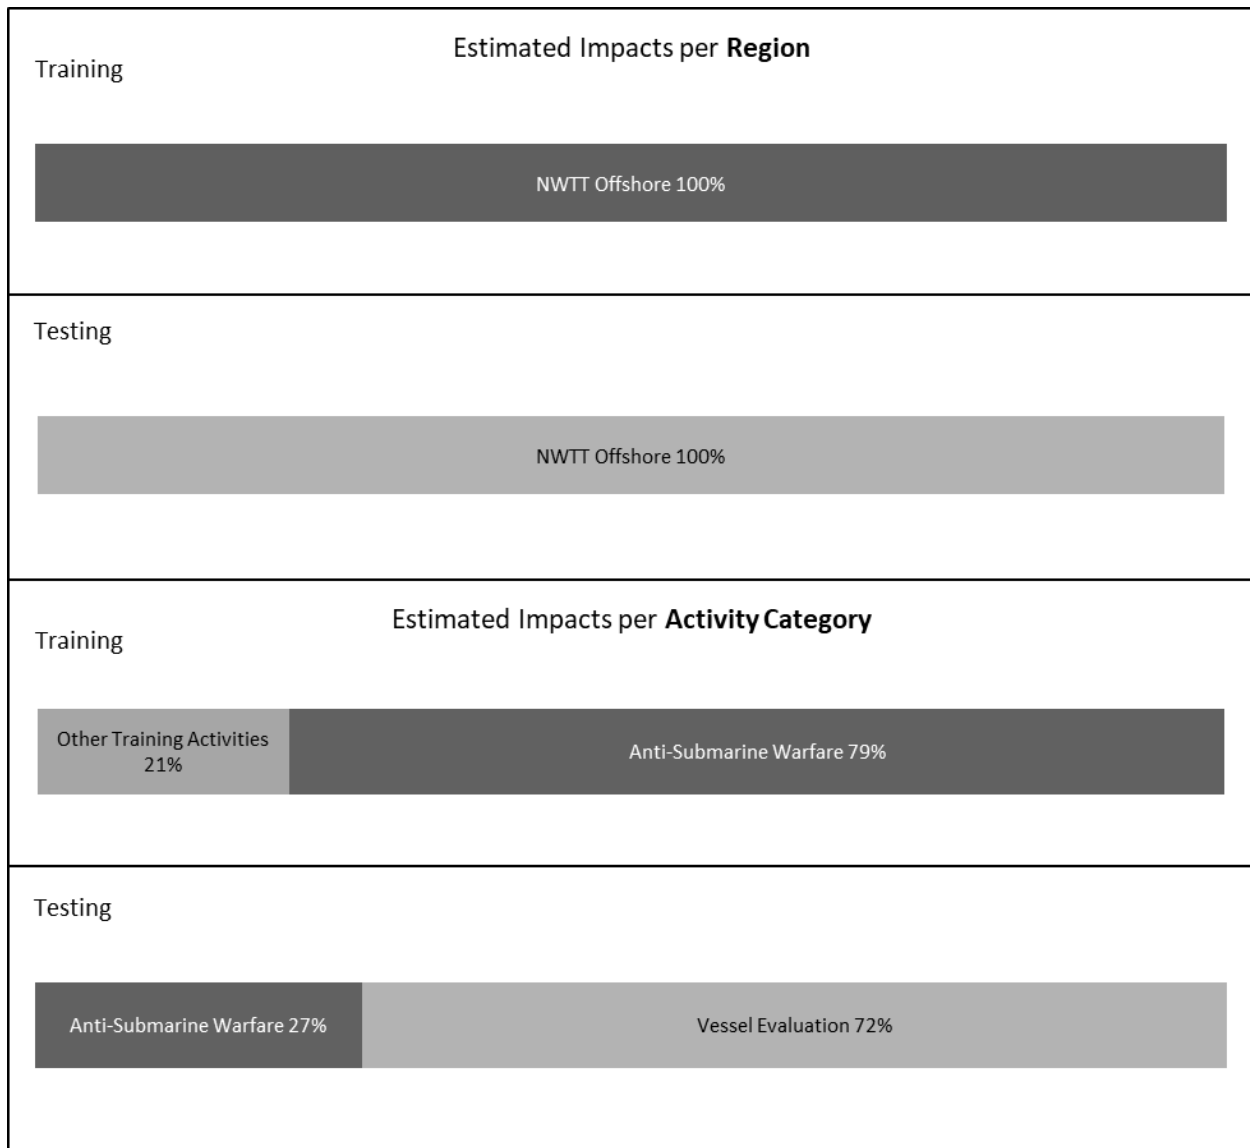 Estimated Impacts per Region
Training
NWTT Offshore 100%
Testing
NWTT Offshore 100%
Estimated Impacts per Activity Category
Training
Other Training Activities
21%
Anti-Submarine Warfare 79%
Testing
Anti-Submarine Warfare 27%
Vessel Evaluation 72%